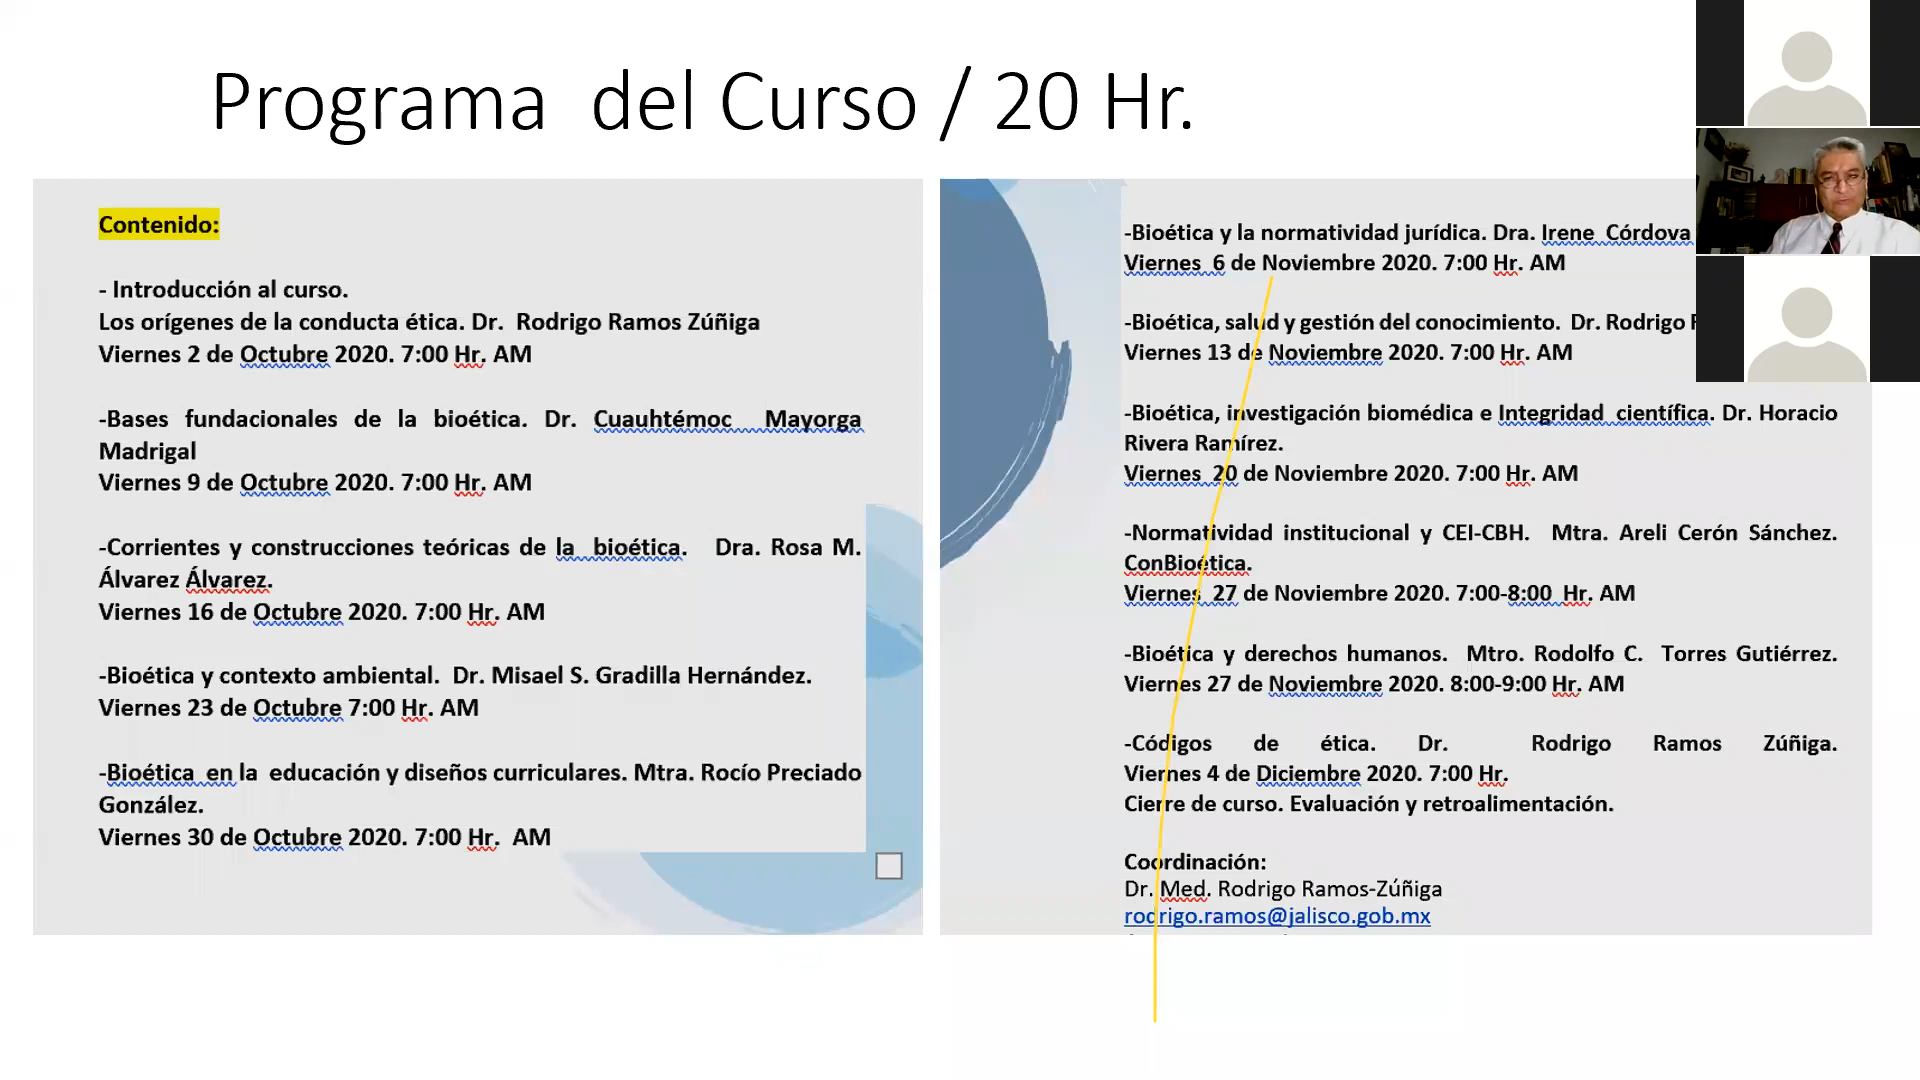 Programa del Curso / 20 Hr.
Contenido:
- Introducción al curso.
Los orígenes de la conducta ética. Dr. Rodrigo Ramos Zúñiga
Viernes 2 de Octubre 2020. 7:00 Hr. AM
-Bases fundacionales de la bioética. Dr. Cuauhtémoc Mayorga
Madrigal
Viernes 9 de Octubre 2020. 7:00 Hr. AM
-Corrientes y construcciones teóricas de la bioética. Dra. Rosa M.
Álvarez Álvarez.
Viernes 16 de Octubre 2020. 7:00 Hr. AM
-Bioética y contexto ambiental. Dr. Misael S. Gradilla Hernández.
Viernes 23 de Octubre 7:00 Hr. AM
-Bioética en la educación y diseños curriculares. Mtra. Rocío Preciado
González.
Viernes 30 de Octubre 2020. 7:00 Hr. AM
-Bioética y la normatividad jurídica. Dra. Irene Córdova
Viernes 6 de Noviembre 2020. 7:00 Hr. AM
-Bioética, salud y gestión del conocimiento. Dr. Rodrigo
Viernes 13 de Noviembre 2020. 7:00 Hr. AM
-Bioética, investigación biomédica e Integridad científica. Dr. Horacio
Rivera Ramírez.
Viernes 20 de Noviembre 2020. 7:00 Hr. AM
-Normatividad institucional y CEI-CBH. Mtra. Areli Cerón Sánchez.
ConBioética.
Viernes 27 de Noviembre 2020. 7:00-8:00 Hr. AM
-Bioética y derechos humanos. Mtro. Rodolfo C. Torres Gutiérrez.
Viernes 27 de Noviembre 2020. 8:00-9:00 Hr. AM
-Códigos de ética. Dr. Rodrigo Ramos Zúñiga.
Viernes 4 de Diciembre 2020. 7:00 Hr.
Cierre de curso. Evaluación y retroalimentación.
Coordinación:
Dr. Med. Rodrigo Ramos-Zúñiga
rodrigo.ramos@jalisco.gob.mx